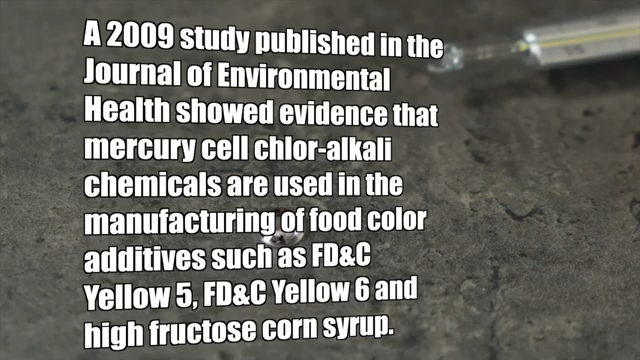 A 2009 study published in the
Journal of Environmental
Health showed evidence that
mercury cell chlor-alkali
chemicals are used in the
manufacturing of food color
additives such as FD&C
Yellow 5, FD&C Yellow 6 and
high fructose corn syrup.